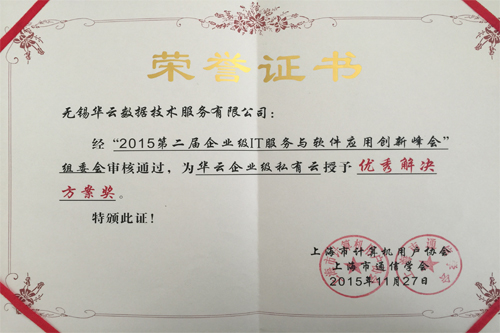 荣誉证书
无锡华云数据技术服务有限公司：
经“2015第二届企业级IT服务与软件应用创新峰会”
组委会审核通过，为华云企业级私有云授予优秀解决
方案奖。
特颁此证！
上海市计算机用户协会
上海市通信学会
2015年11月27日